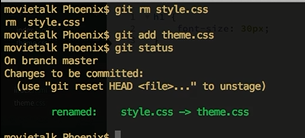 movietalk Phoenix$ git rm style.css
rm 'style.css'
movietalk Phoenix$ git add theme.css
movietalk Phoenix$ git status
On branch master
Changes to be committed:
(use "git reset HEAD <file>..." to unstage)
renamed: style.css -> theme.css
movietalk Phoenix$